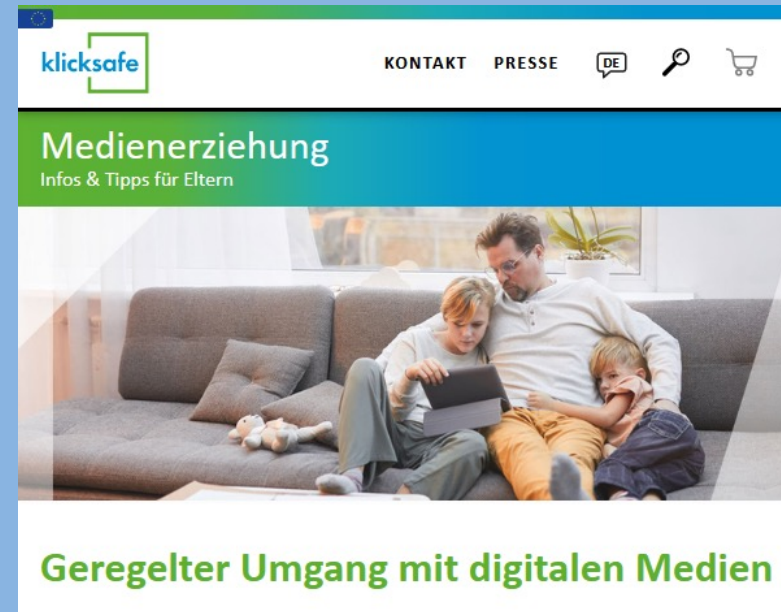 klicksafe
KONTAKT PRESSE DE
Medienerziehung
Infos & Tipps für Eltern
Geregelter Umgang mit digitalen Medien